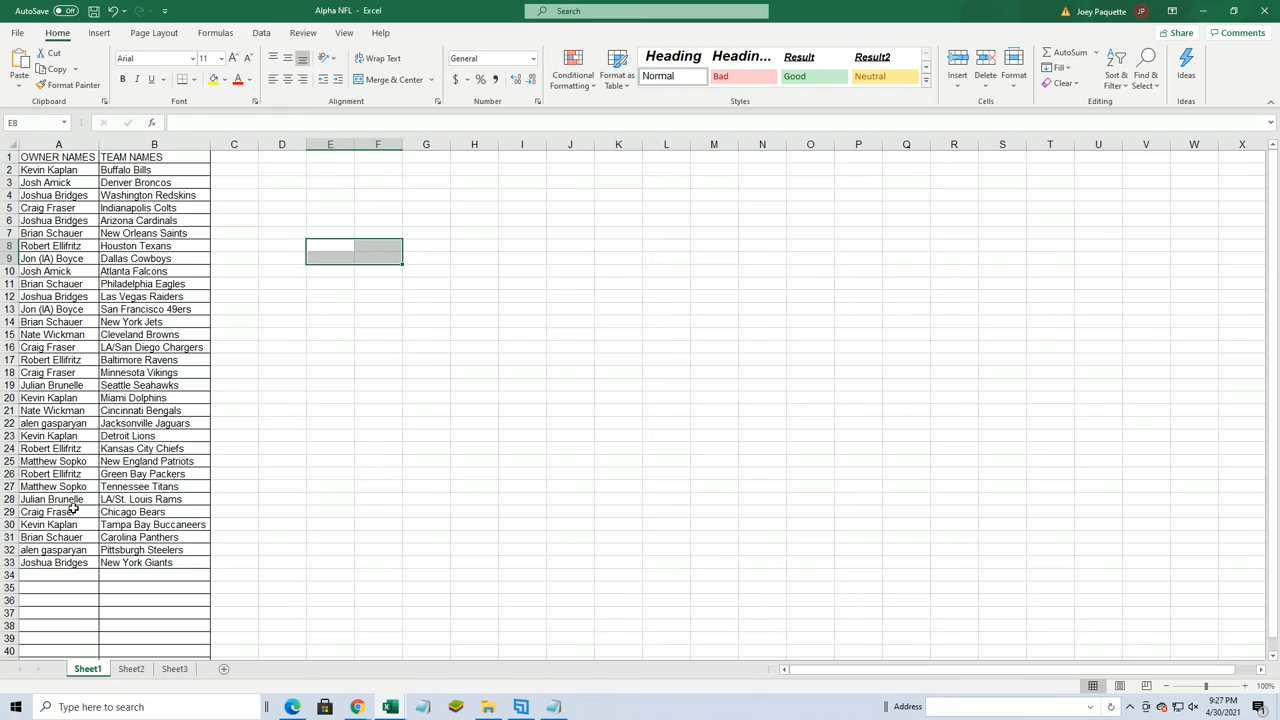 AutoSave Off Alpha NFL - Excel Search Joey Paquette JP
File Home Insert Page Layout Formulas Data Review View Help Share Comments
Paste Cut Copy Format Painter Clipboard
Arial 11 B I U Font
Wrap Text Merge & Center Alignment
General $ % Number
Conditional Formatting Format as Table
Heading Headin... Result Result2
Normal Bad Good Neutral
Styles
Insert Delete Format Cells
AutoSum Fill Clear Sort & Filter Find & Select Editing
Ideas Ideas
E8 fx
A B C D E F G H I J K L M N O P Q R S T U V W X
1 OWNER NAMES TEAM NAMES
2 Kevin Kaplan Buffalo Bills
3 Josh Amick Denver Broncos
4 Joshua Bridges Washington Redskins
5 Craig Fraser Indianapolis Colts
6 Joshua Bridges Arizona Cardinals
7 Brian Schauer New Orleans Saints
8 Robert Ellifritz Houston Texans
9 Jon (IA) Boyce Dallas Cowboys
10 Josh Amick Atlanta Falcons
11 Brian Schauer Philadelphia Eagles
12 Joshua Bridges Las Vegas Raiders
13 Jon (IA) Boyce San Francisco 49ers
14 Brian Schauer New York Jets
15 Nate Wickman Cleveland Browns
16 Craig Fraser LA/San Diego Chargers
17 Robert Ellifritz Baltimore Ravens
18 Craig Fraser Minnesota Vikings
19 Julian Brunelle Seattle Seahawks
20 Kevin Kaplan Miami Dolphins
21 Nate Wickman Cincinnati Bengals
22 alen gasparyan Jacksonville Jaguars
23 Kevin Kaplan Detroit Lions
24 Robert Ellifritz Kansas City Chiefs
25 Matthew Sopko New England Patriots
26 Robert Ellifritz Green Bay Packers
27 Matthew Sopko Tennessee Titans
28 Julian Brunelle LA/St. Louis Rams
29 Craig Fraser Chicago Bears
30 Kevin Kaplan Tampa Bay Buccaneers
31 Brian Schauer Carolina Panthers
32 alen gasparyan Pittsburgh Steelers
33 Joshua Bridges New York Giants
34
35
36
37
38
39
40
Sheet1 Sheet2 Sheet3
100%
Type here to search Address 9:27 PM
4/30/2021